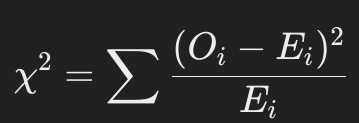 χ² = ∑ (Oᵢ − Eᵢ)² / Eᵢ